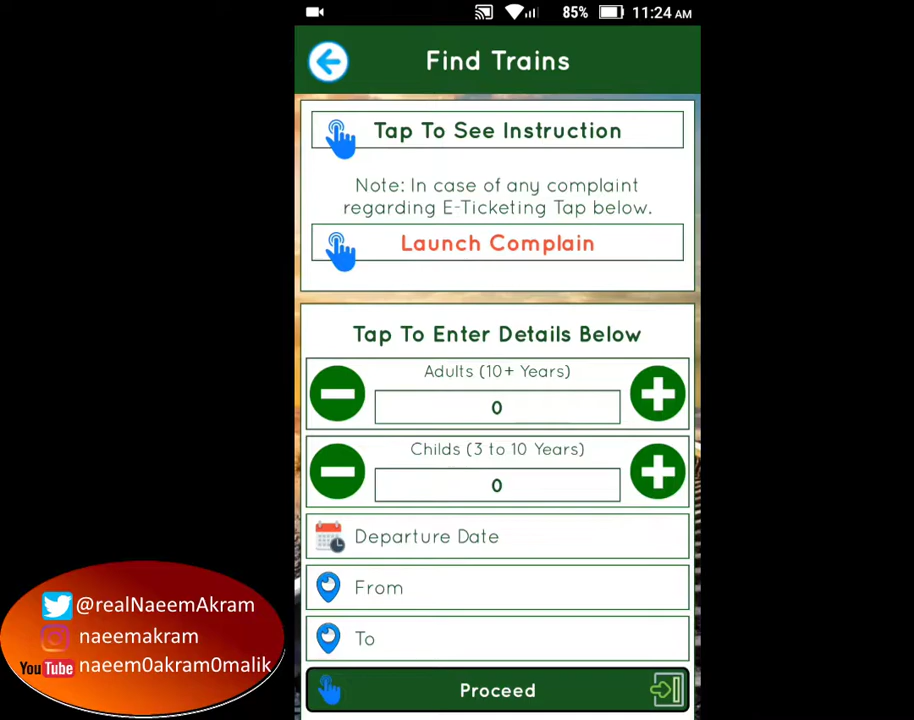 85% 11:24 AM
Find Trains
Tap To See Instruction
Note: In case of any complaint
regarding E-Ticketing Tap below.
Launch Complain
Tap To Enter Details Below
Adults (10+ Years)
0
Childs (3 to 10 Years)
0
Departure Date
From
To
Proceed
@realNaeemAkram
naeemakram
You Tube naeem0akram0malik